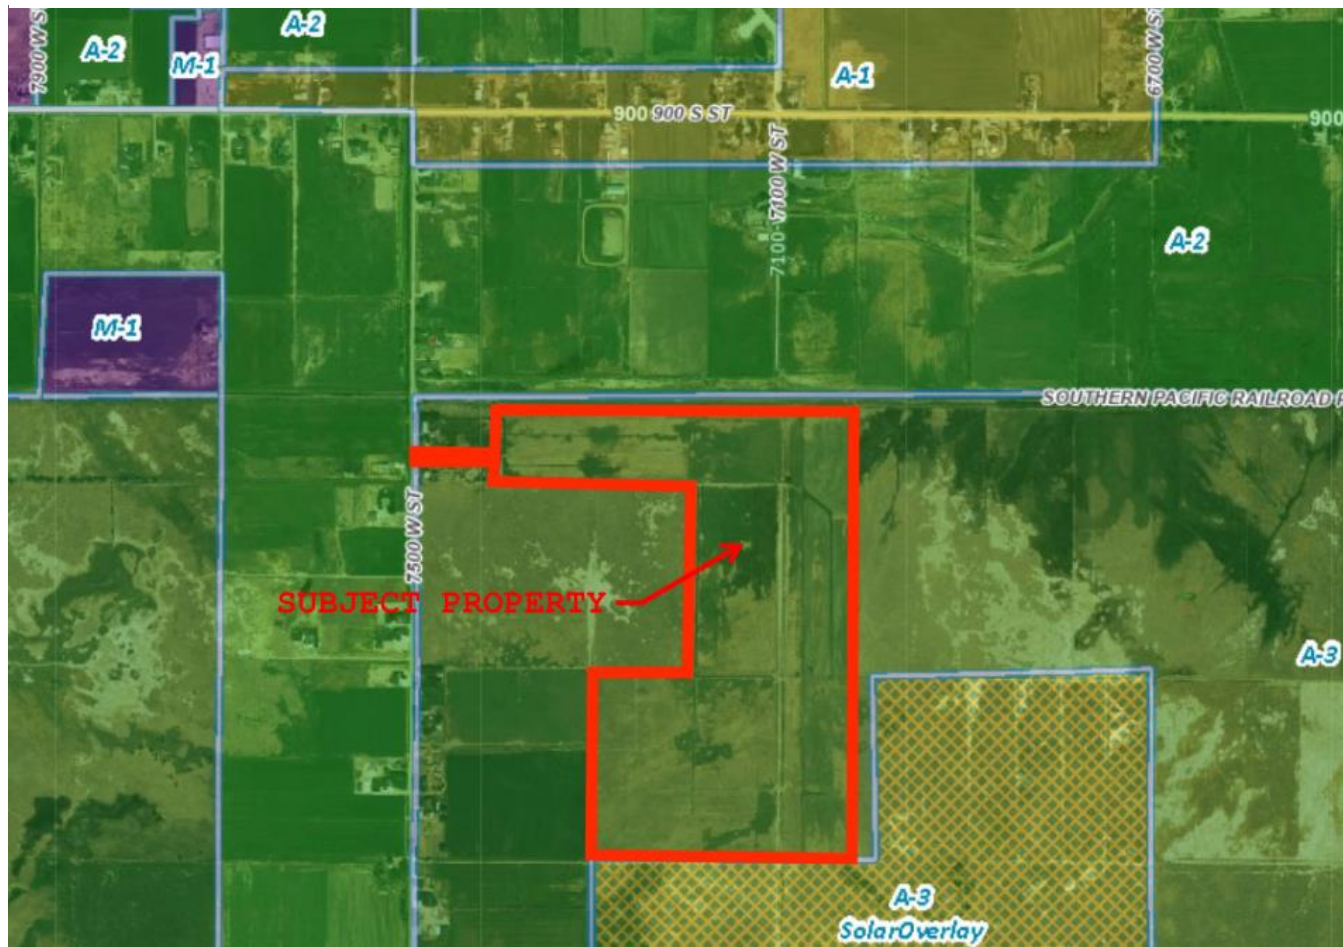 7900 W S
A-2
M-1
A-2
A-1
6700 W ST
900 900 S ST
900
7100 W ST
7100
A-2
M-1
SOUTHERN PACIFIC RAILROAD R
7500 W ST
SUBJECT PROPERTY
A-3
A-3
SolarOverlay